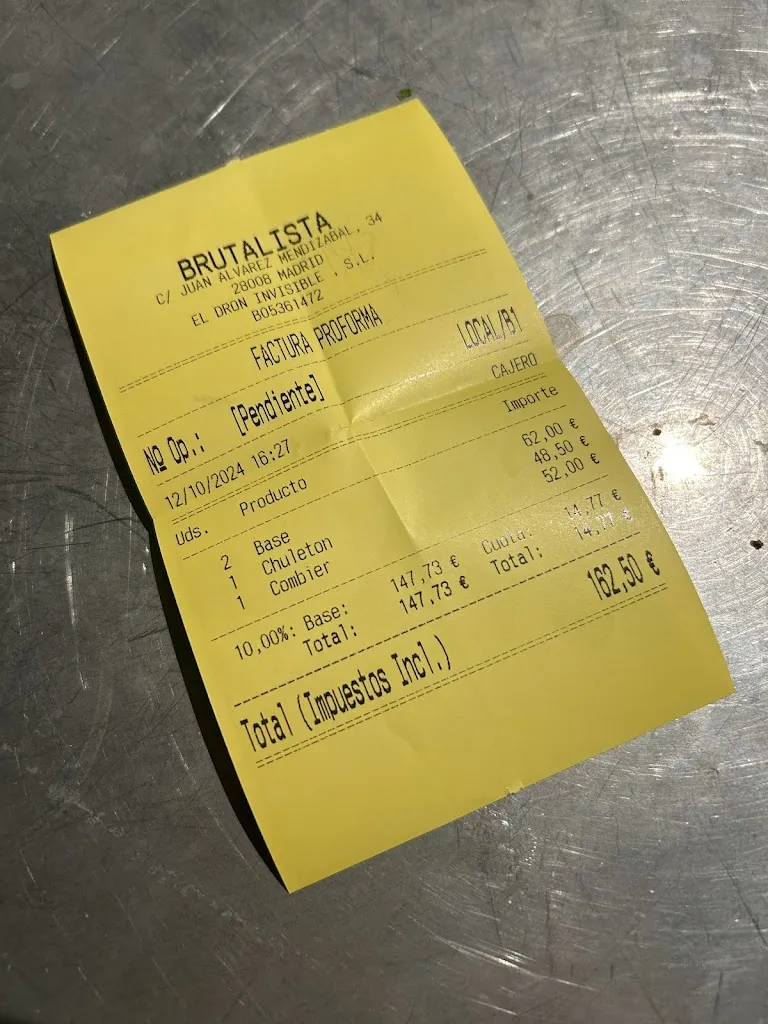 BRUTALISTA
C/ JUAN ALVAREZ MENDIZABAL, 34
28008 MADRID
EL DRON INVISIBLE , S.L.
B05361472
FACTURA PROFORMA
Nº Op.: [Pendiente] LOCAL/B1
12/10/2024 16:27 CAJERO
Uds. Producto Importe
2 Base 62,00 €
1 Chuleton 48,50 €
1 Combier 52,00 €
10,00%: Base: 147,73 € Cuota: 14,77 €
Total: 147,73 € Total: 14,77 €
Total (Impuestos Incl.) 162,50 €